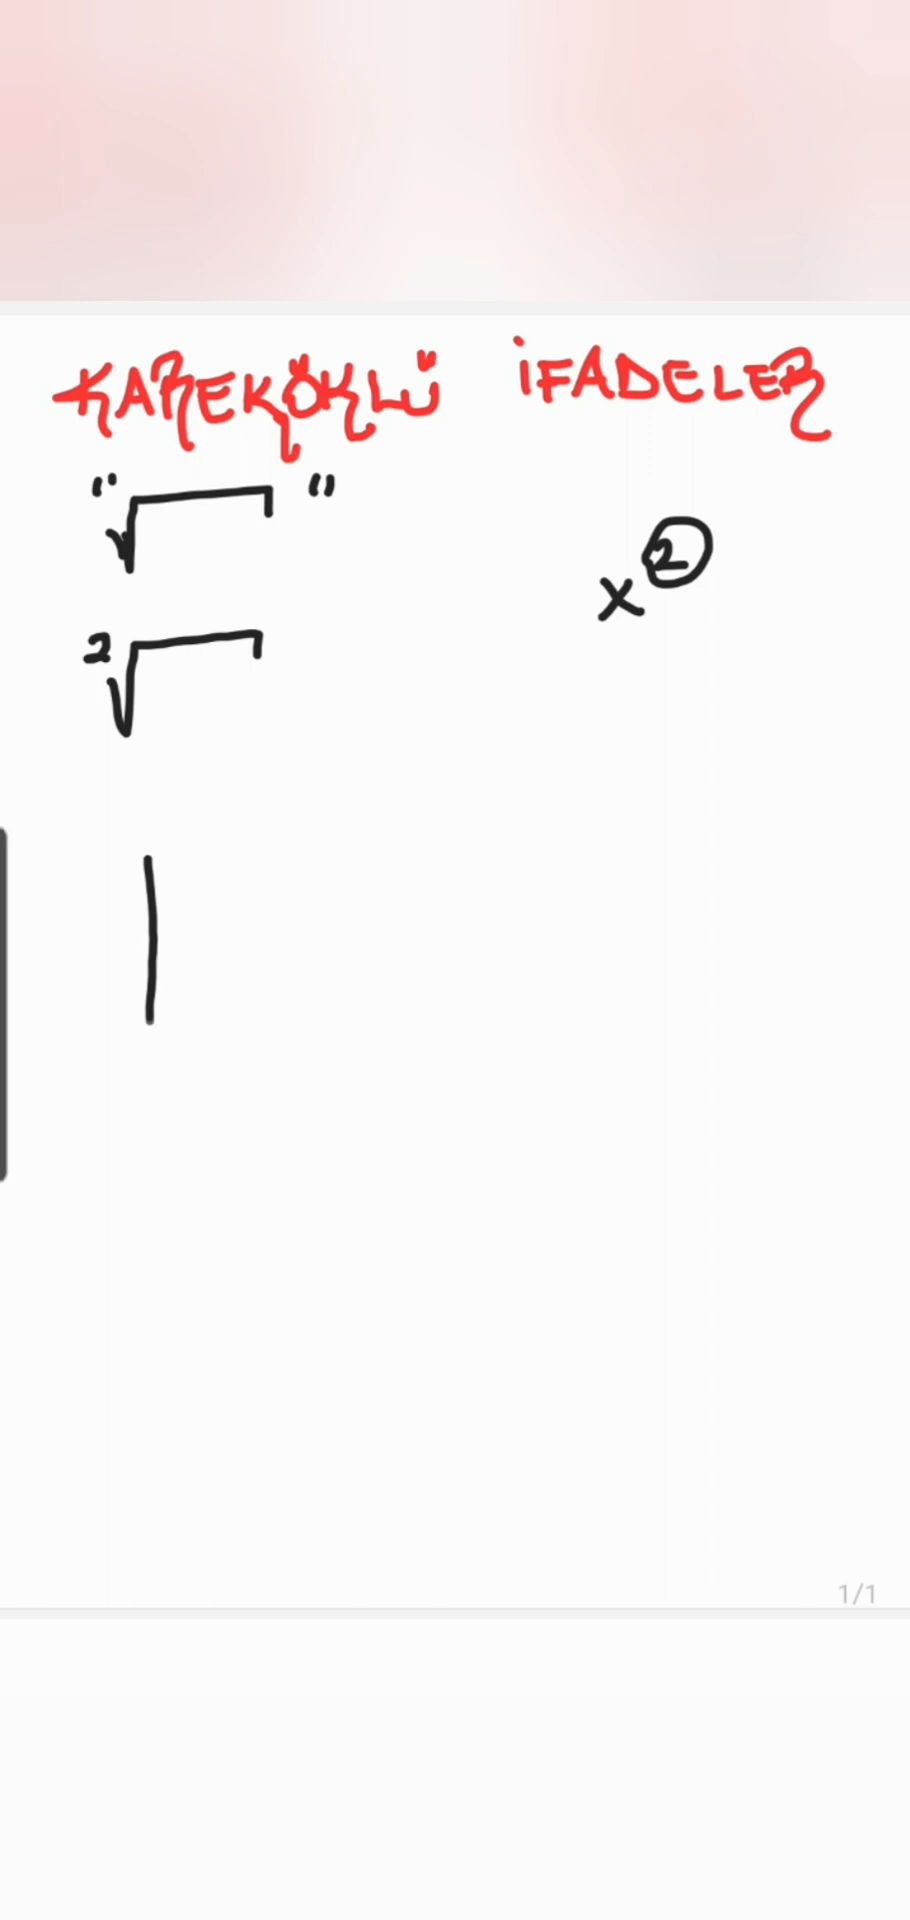 KAREKÖKLÜ İFADELER
"√ "
x²
²√
|
1/1